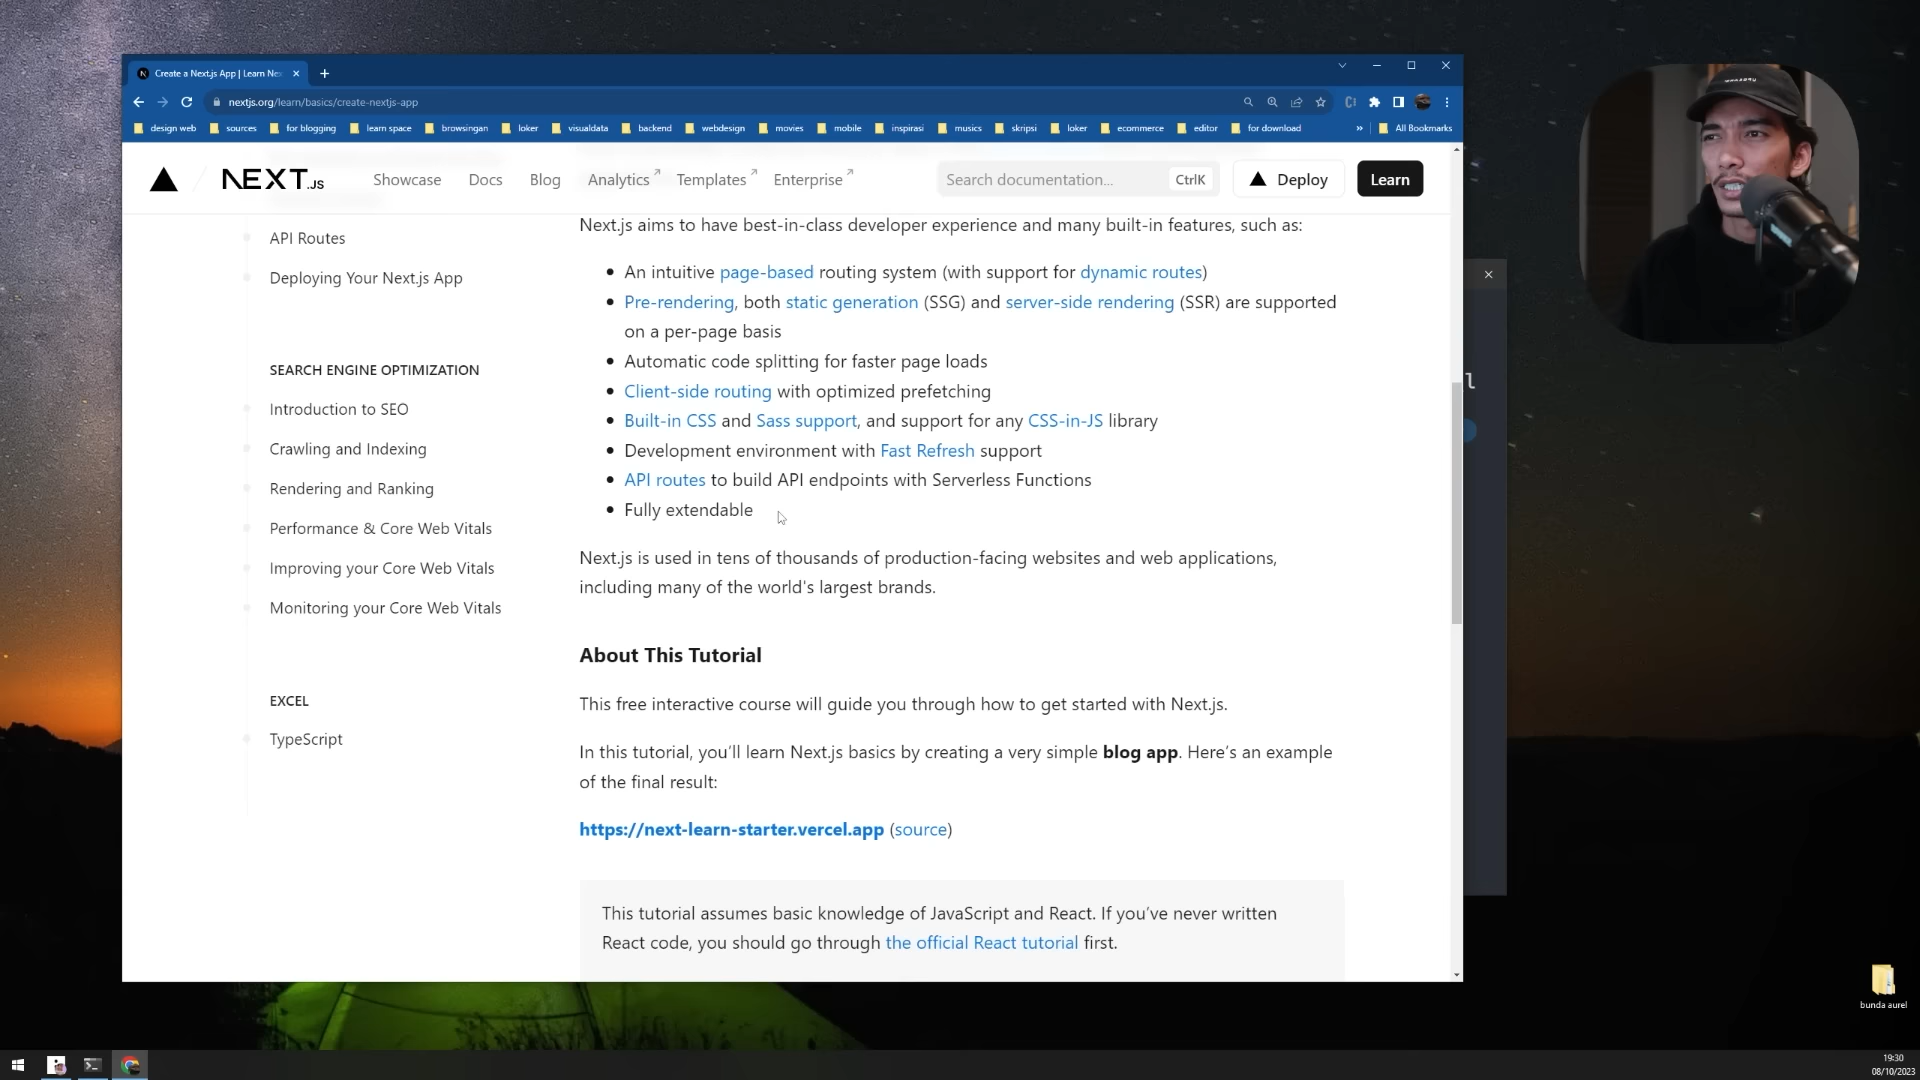 Create a Next.js App | Learn Nex
nextjs.org/learn/basics/create-nextjs-app
design web
sources
for blogging
learn space
browsingan
loker
visualdata
backend
webdesign
movies
mobile
inspirasi
musics
skripsi
loker
ecommerce
editor
for download
»
All Bookmarks
NEXT.JS
Showcase
Docs
Blog
Analytics
Templates
Enterprise
Search documentation...
CtrlK
Deploy
Learn
API Routes
Deploying Your Next.js App
SEARCH ENGINE OPTIMIZATION
Introduction to SEO
Crawling and Indexing
Rendering and Ranking
Performance & Core Web Vitals
Improving your Core Web Vitals
Monitoring your Core Web Vitals
EXCEL
TypeScript
Next.js aims to have best-in-class developer experience and many built-in features, such as:
• An intuitive page-based routing system (with support for dynamic routes)
• Pre-rendering, both static generation (SSG) and server-side rendering (SSR) are supported
on a per-page basis
• Automatic code splitting for faster page loads
• Client-side routing with optimized prefetching
• Built-in CSS and Sass support, and support for any CSS-in-JS library
• Development environment with Fast Refresh support
• API routes to build API endpoints with Serverless Functions
• Fully extendable
Next.js is used in tens of thousands of production-facing websites and web applications,
including many of the world's largest brands.
About This Tutorial
This free interactive course will guide you through how to get started with Next.js.
In this tutorial, you’ll learn Next.js basics by creating a very simple blog app. Here’s an example
of the final result:
https://next-learn-starter.vercel.app (source)
This tutorial assumes basic knowledge of JavaScript and React. If you’ve never written
React code, you should go through the official React tutorial first.
l
bunda aurel
19:30
08/10/2023